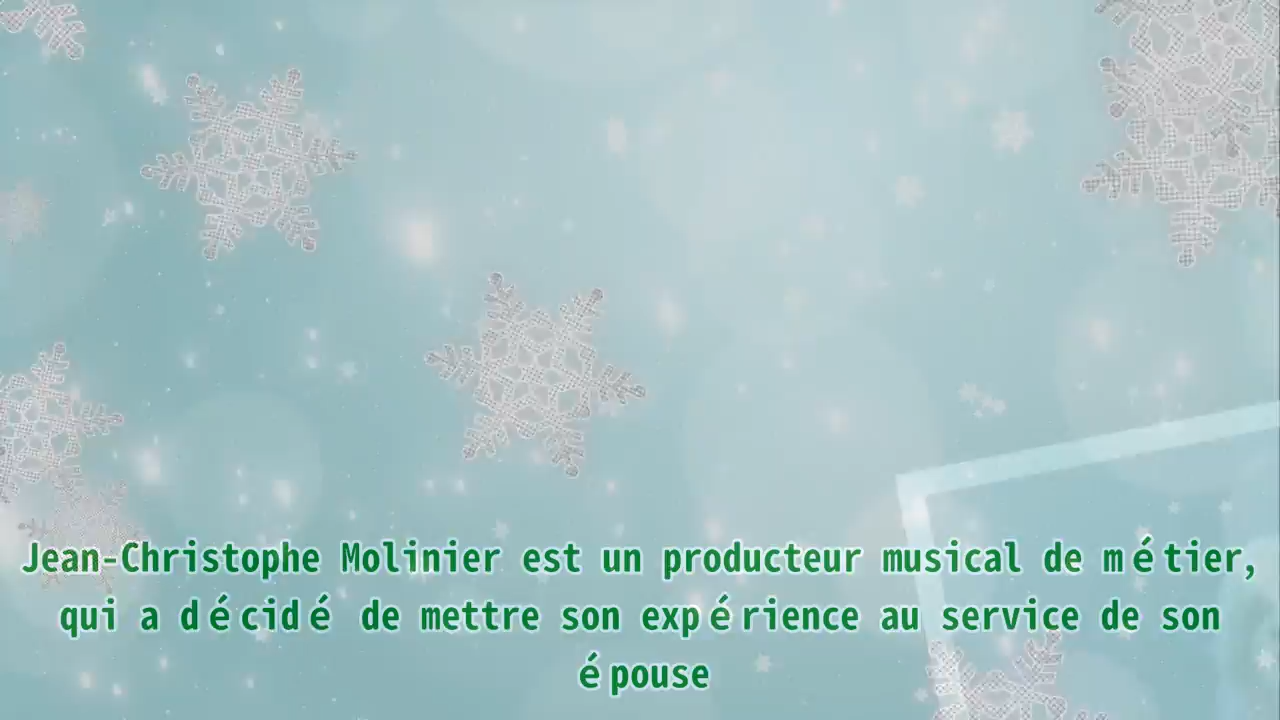 Jean-Christophe Molinier est un producteur musical de métier,
qui a décidé de mettre son expérience au service de son
épouse